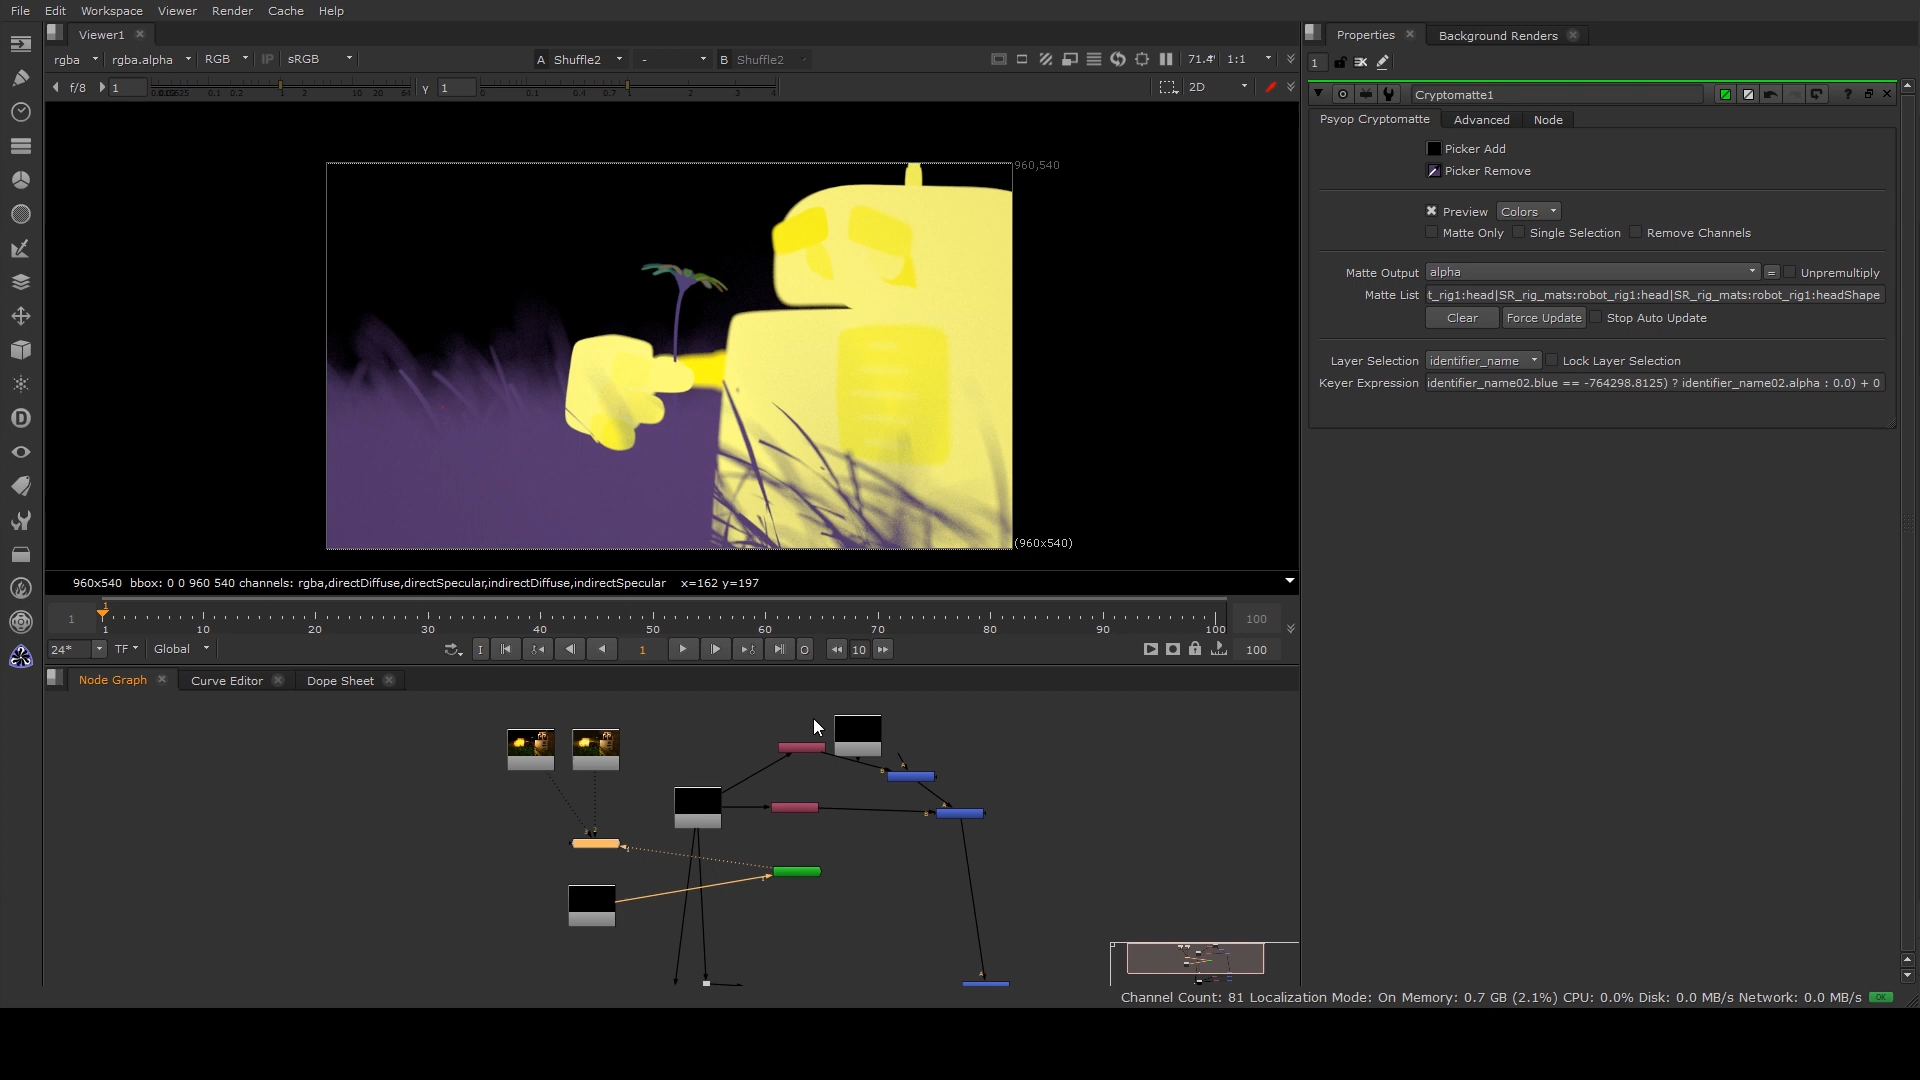 File Edit Workspace Viewer Render Cache Help
Viewer1
rgba rgba.alpha RGB IP sRGB A Shuffle2 - B Shuffle2 1:1
f/8 1 γ 1 2D
960,540
(960x540)
960x540 bbox: 0 0 960 540 channels: rgba,directDiffuse,directSpecular,indirectDiffuse,indirectSpecular x=162 y=197
1
1 100
1 10 20 30 40 50 60 70 80 90 100
24* TF Global I 1 O 10 100
Node Graph Curve Editor Dope Sheet
Properties Background Renders
1
Cryptomatte1
Psyop Cryptomatte Advanced Node
Picker Add
Picker Remove
Preview Colors
Matte Only Single Selection Remove Channels
Matte Output alpha = Unpremultiply
Matte List t_rig1:head|SR_rig_mats:robot_rig1:head|SR_rig_mats:robot_rig1:headShape
Clear Force Update Stop Auto Update
Layer Selection identifier_name Lock Layer Selection
Keyer Expression identifier_name02.blue == -764298.8125) ? identifier_name02.alpha : 0.0) + 0
Channel Count: 81 Localization Mode: On Memory: 0.7 GB (2.1%) CPU: 0.0% Disk: 0.0 MB/s Network: 0.0 MB/s OK